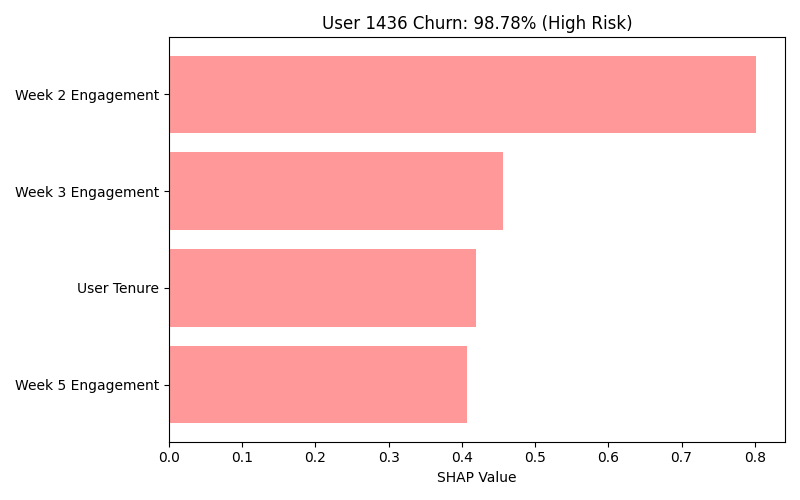 User 1436 Churn: 98.78% (High Risk)
Week 2 Engagement
Week 3 Engagement
User Tenure
Week 5 Engagement
0.0 0.1 0.2 0.3 0.4 0.5 0.6 0.7 0.8
SHAP Value